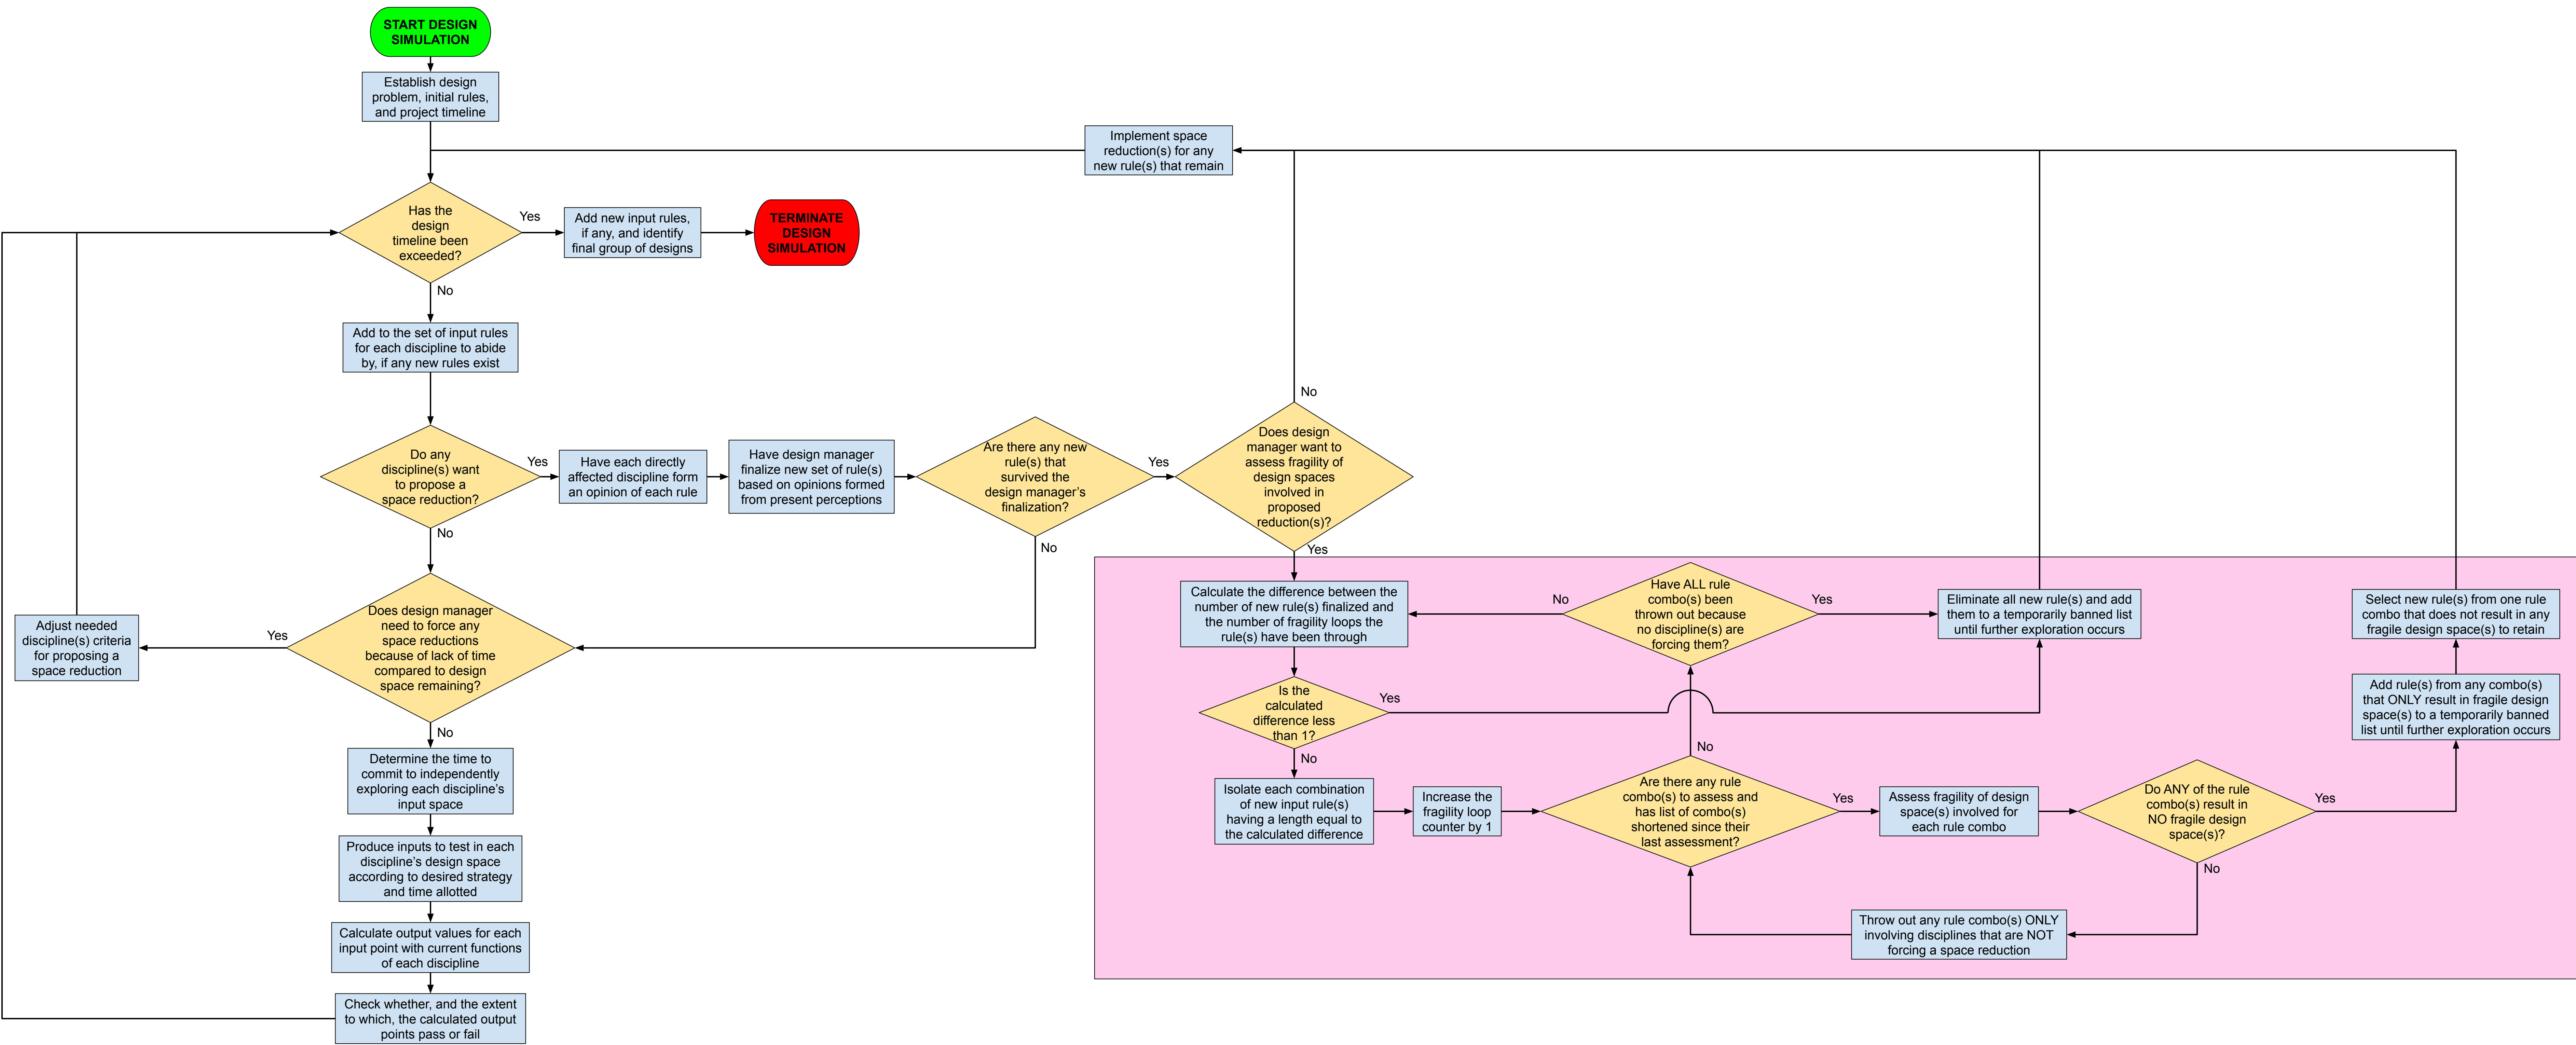 START DESIGN
SIMULATION
Establish design
problem, initial rules,
and project timeline
Implement space
reduction(s) for any
new rule(s) that remain
Has the
design
timeline been
exceeded?
Yes
Add new input rules,
if any, and identify
final group of designs
TERMINATE
DESIGN
SIMULATION
No
Add to the set of input rules
for each discipline to abide
by, if any new rules exist
Do any
discipline(s) want
to propose a
space reduction?
Yes
Have each directly
affected discipline form
an opinion of each rule
Have design manager
finalize new set of rule(s)
based on opinions formed
from present perceptions
Are there any new
rule(s) that
survived the
design manager's
finalization?
Yes
No
Does design
manager want to
assess fragility of
design spaces
involved in
proposed
reduction(s)?
No
Yes
No
Does design manager
need to force any
space reductions
because of lack of time
compared to design
space remaining?
Yes
Adjust needed
discipline(s) criteria
for proposing a
space reduction
No
Determine the time to
commit to independently
exploring each discipline's
input space
Produce inputs to test in each
discipline's design space
according to desired strategy
and time allotted
Calculate output values for each
input point with current functions
of each discipline
Check whether, and the extent
to which, the calculated output
points pass or fail
Calculate the difference between the
number of new rule(s) finalized and
the number of fragility loops the
rule(s) have been through
Is the
calculated
difference less
than 1?
Yes
No
Isolate each combination
of new input rule(s)
having a length equal to
the calculated difference
Increase the
fragility loop
counter by 1
Are there any rule
combo(s) to assess and
has list of combo(s)
shortened since their
last assessment?
No
Yes
Have ALL rule
combo(s) been
thrown out because
no discipline(s) are
forcing them?
No
Yes
Eliminate all new rule(s) and add
them to a temporarily banned list
until further exploration occurs
Assess fragility of design
space(s) involved for
each rule combo
Do ANY of the rule
combo(s) result in
NO fragile design
space(s)?
Yes
No
Throw out any rule combo(s) ONLY
involving disciplines that are NOT
forcing a space reduction
Add rule(s) from any combo(s)
that ONLY result in fragile design
space(s) to a temporarily banned
list until further exploration occurs
Select new rule(s) from one rule
combo that does not result in any
fragile design space(s) to retain